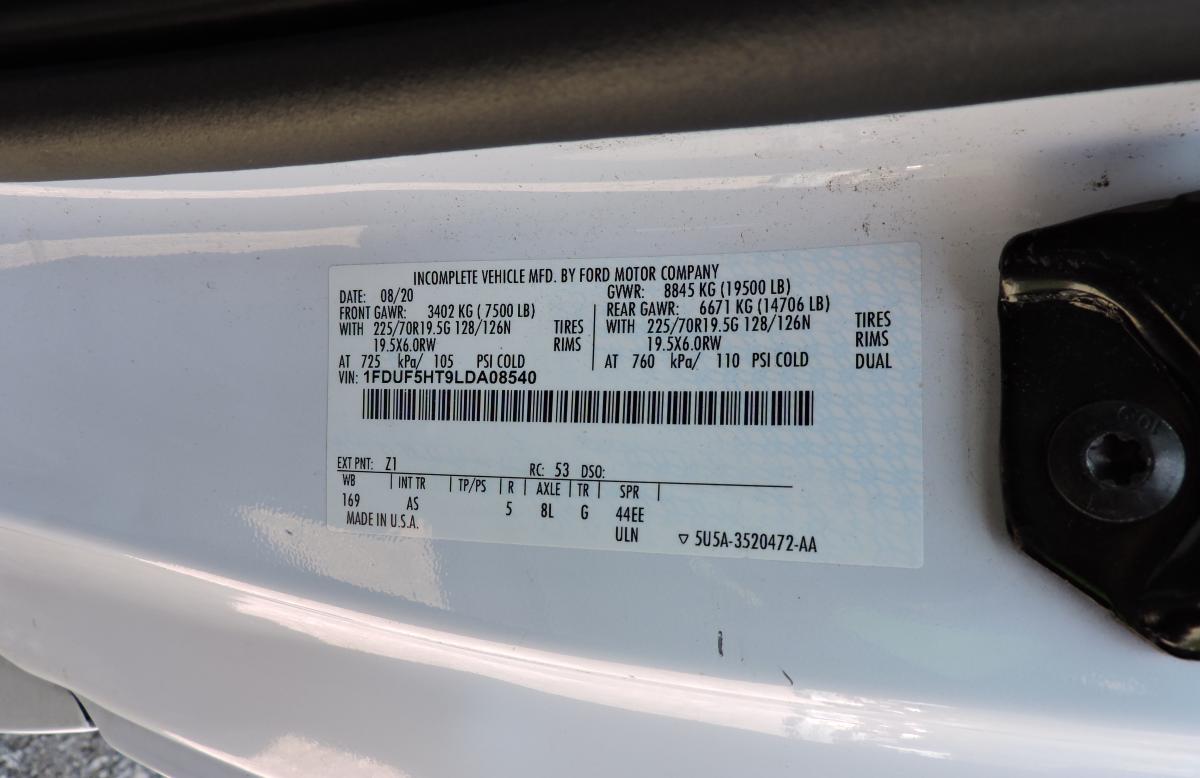 INCOMPLETE VEHICLE MFD. BY FORD MOTOR COMPANY
DATE: 08/20 GVWR: 8845 KG (19500 LB)
FRONT GAWR: 3402 KG ( 7500 LB) REAR GAWR: 6671 KG (14706 LB)
WITH 225/70R19.5G 128/126N TIRES WITH 225/70R19.5G 128/126N TIRES
19.5X6.0RW RIMS 19.5X6.0RW RIMS
AT 725 kPa/ 105 PSI COLD AT 760 kPa/ 110 PSI COLD DUAL
VIN: 1FDUF5HT9LDA08540
EXT PNT: Z1 RC: 53 DSO:
WB INT TR TP/PS R AXLE TR SPR
169 AS 5 8L G 44EE
MADE IN U.S.A. ULN 5U5A-3520472-AA